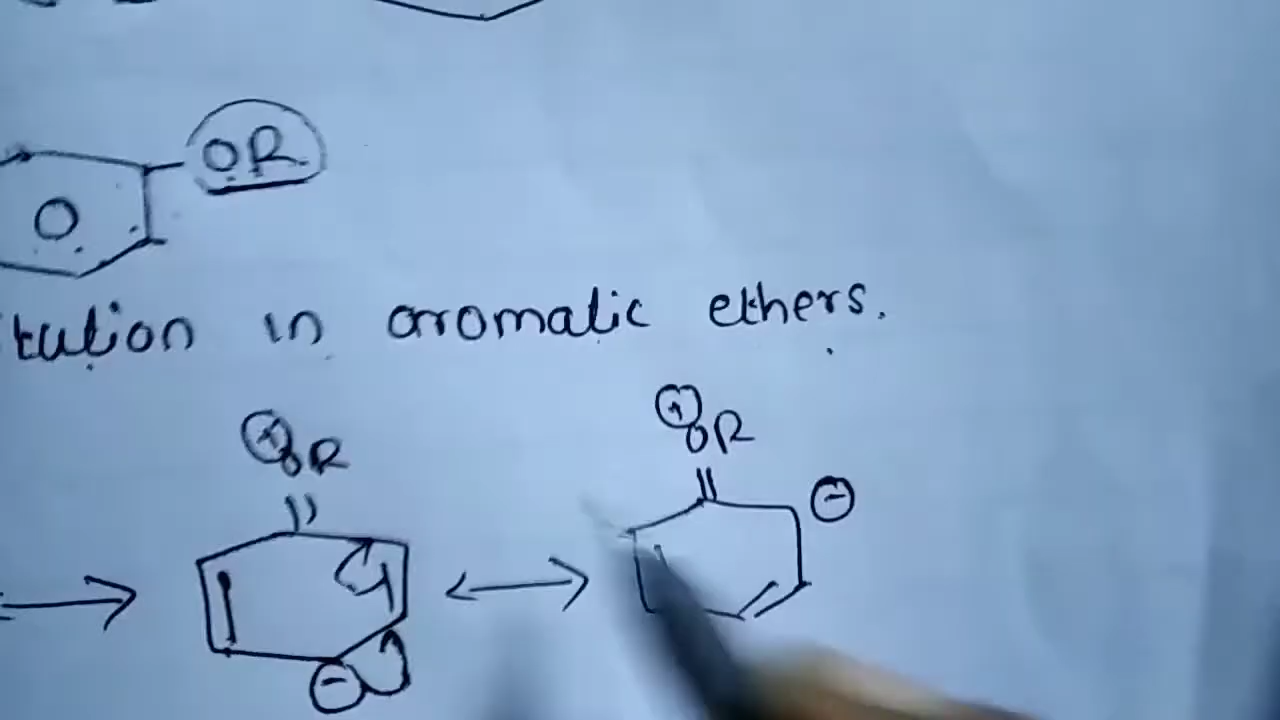 OR
tution in aromatic ethers.
⊕ ⊕
OR OR
⊖
⊖